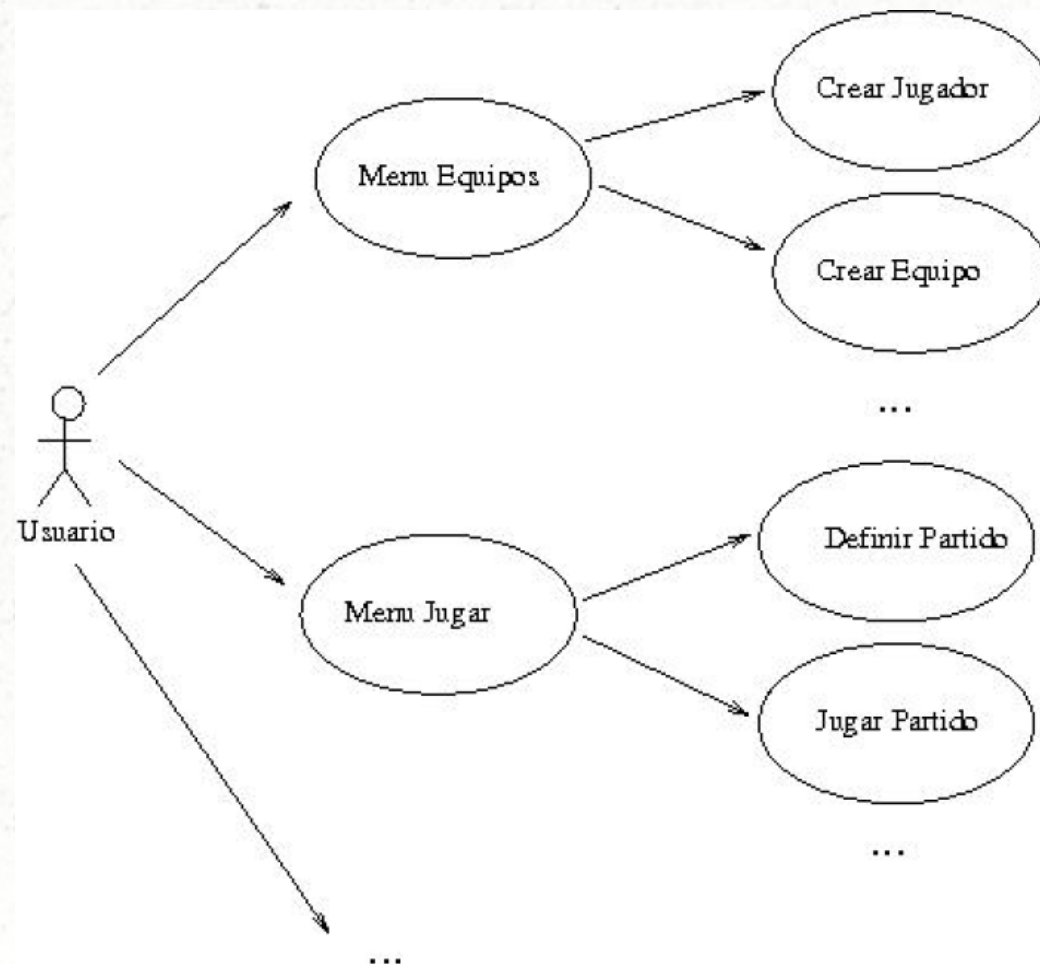 Crear Jugador
Menu Equipos
Crear Equipo
...
Usuario
Definir Partido
Menu Jugar
Jugar Partido
...
...